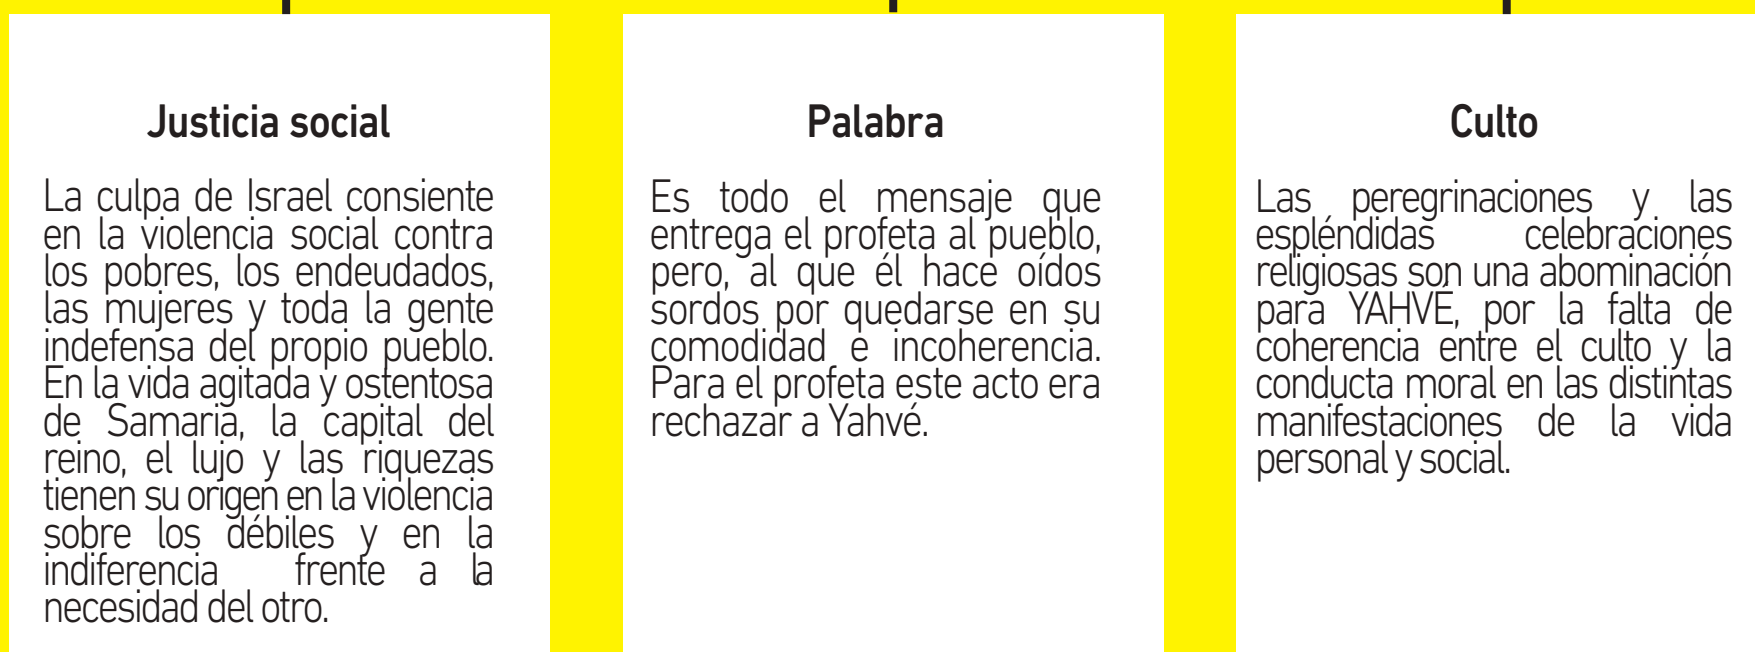 Justicia social
La culpa de Israel consiente
en la violencia social contra
los pobres, los endeudados,
las mujeres y toda la gente
indefensa del propio pueblo.
En la vida agitada y ostentosa
de Samaria, la capital del
reino, el lujo y las riquezas
tienen su origen en la violencia
sobre los débiles y en la
indiferencia frente a la
necesidad del otro.
Palabra
Es todo el mensaje que
entrega el profeta al pueblo,
pero, al que él hace oídos
sordos por quedarse en su
comodidad e incoherencia.
Para el profeta este acto era
rechazar a Yahvé.
Culto
Las peregrinaciones y las
espléndidas celebraciones
religiosas son una abominación
para YAHVÉ, por la falta de
coherencia entre el culto y la
conducta moral en las distintas
manifestaciones de la vida
personal y social.